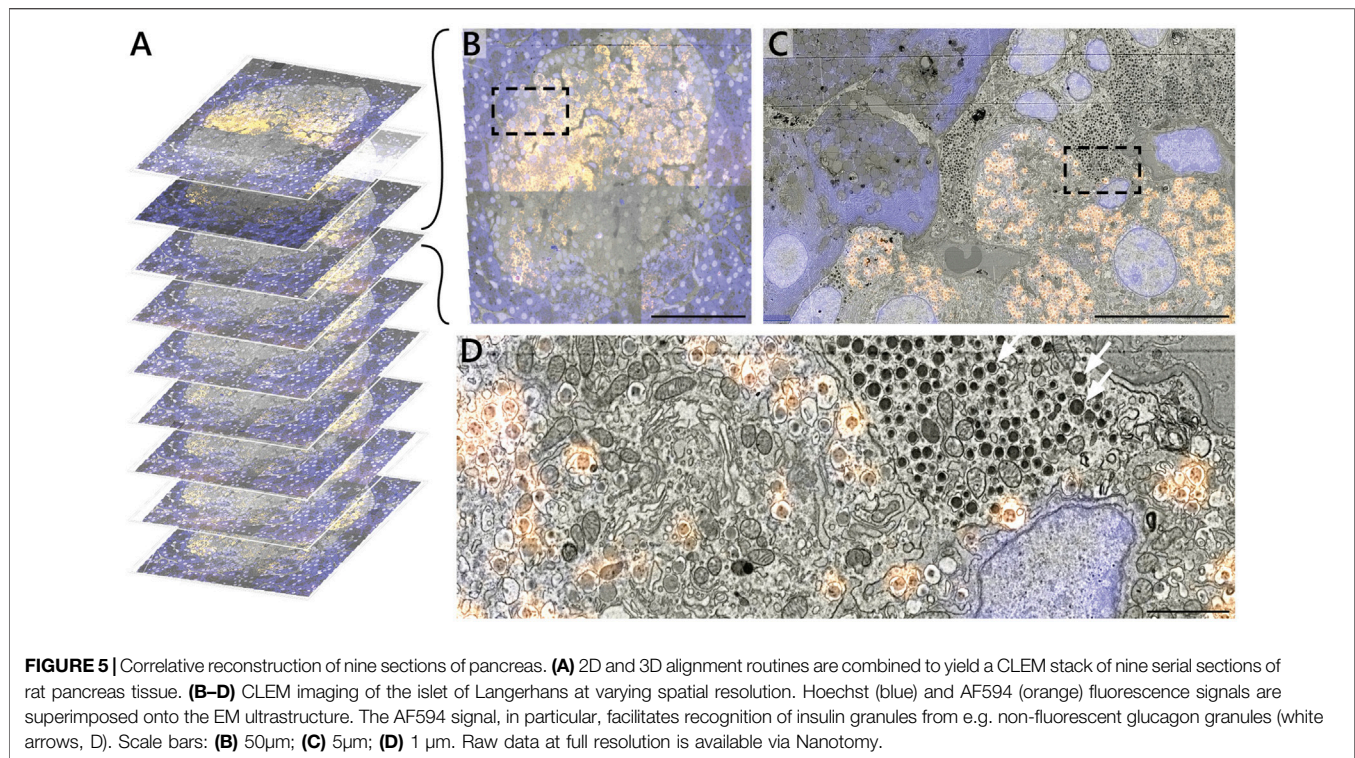 A
B
C
D
FIGURE 5 | Correlative reconstruction of nine sections of pancreas. (A) 2D and 3D alignment routines are combined to yield a CLEM stack of nine serial sections of
rat pancreas tissue. (B–D) CLEM imaging of the islet of Langerhans at varying spatial resolution. Hoechst (blue) and AF594 (orange) fluorescence signals are
superimposed onto the EM ultrastructure. The AF594 signal, in particular, facilitates recognition of insulin granules from e.g. non-fluorescent glucagon granules (white
arrows, D). Scale bars: (B) 50μm; (C) 5μm; (D) 1 μm. Raw data at full resolution is available via Nanotomy.